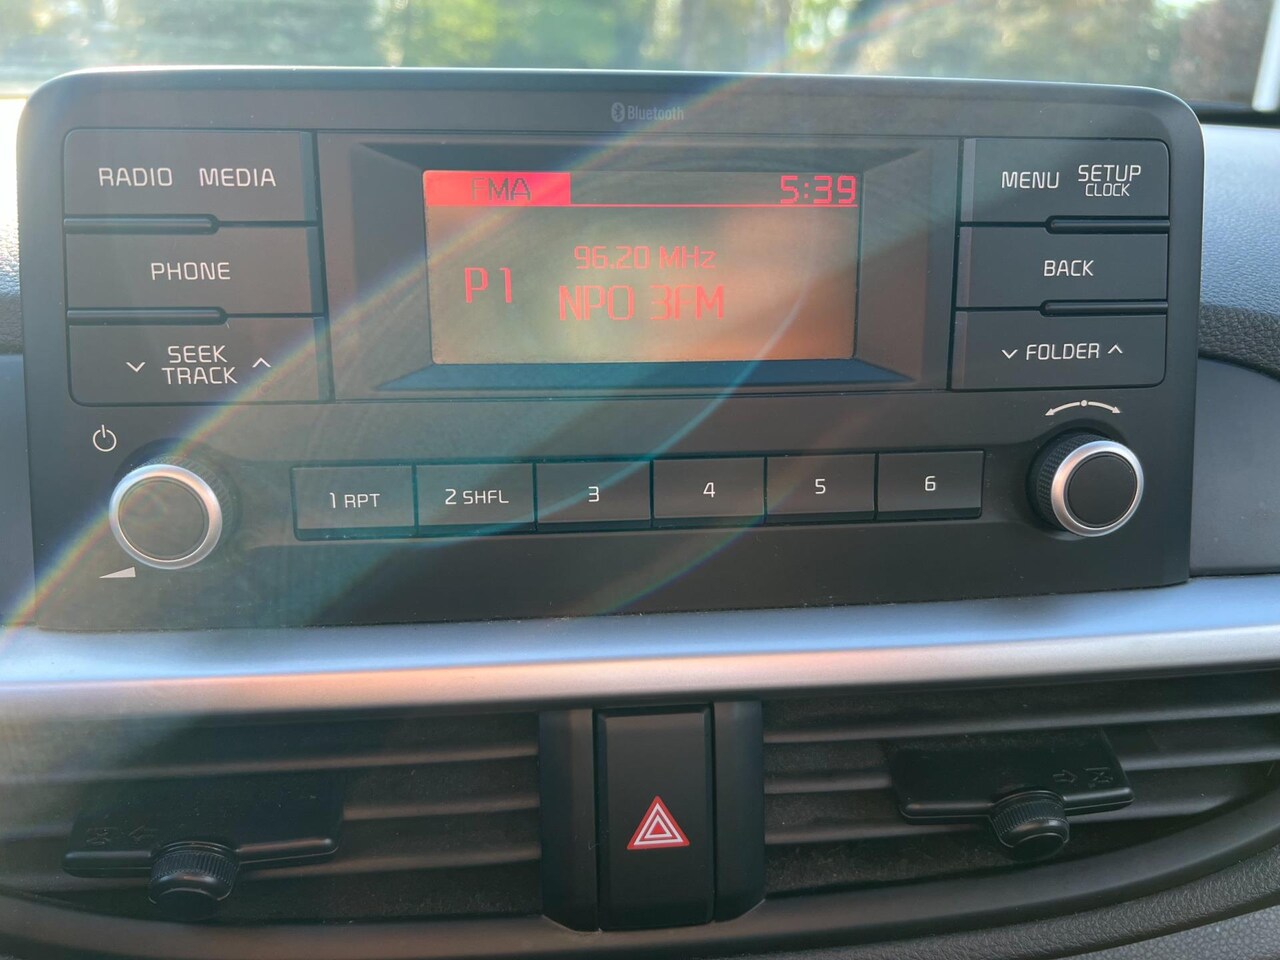 Bluetooth
RADIO MEDIA
FMA 5:39
MENU SETUP
CLOCK
PHONE
96.20 MHz
P1 NPO 3FM
BACK
SEEK
TRACK
FOLDER
1 RPT 2 SHFL 3 4 5 6